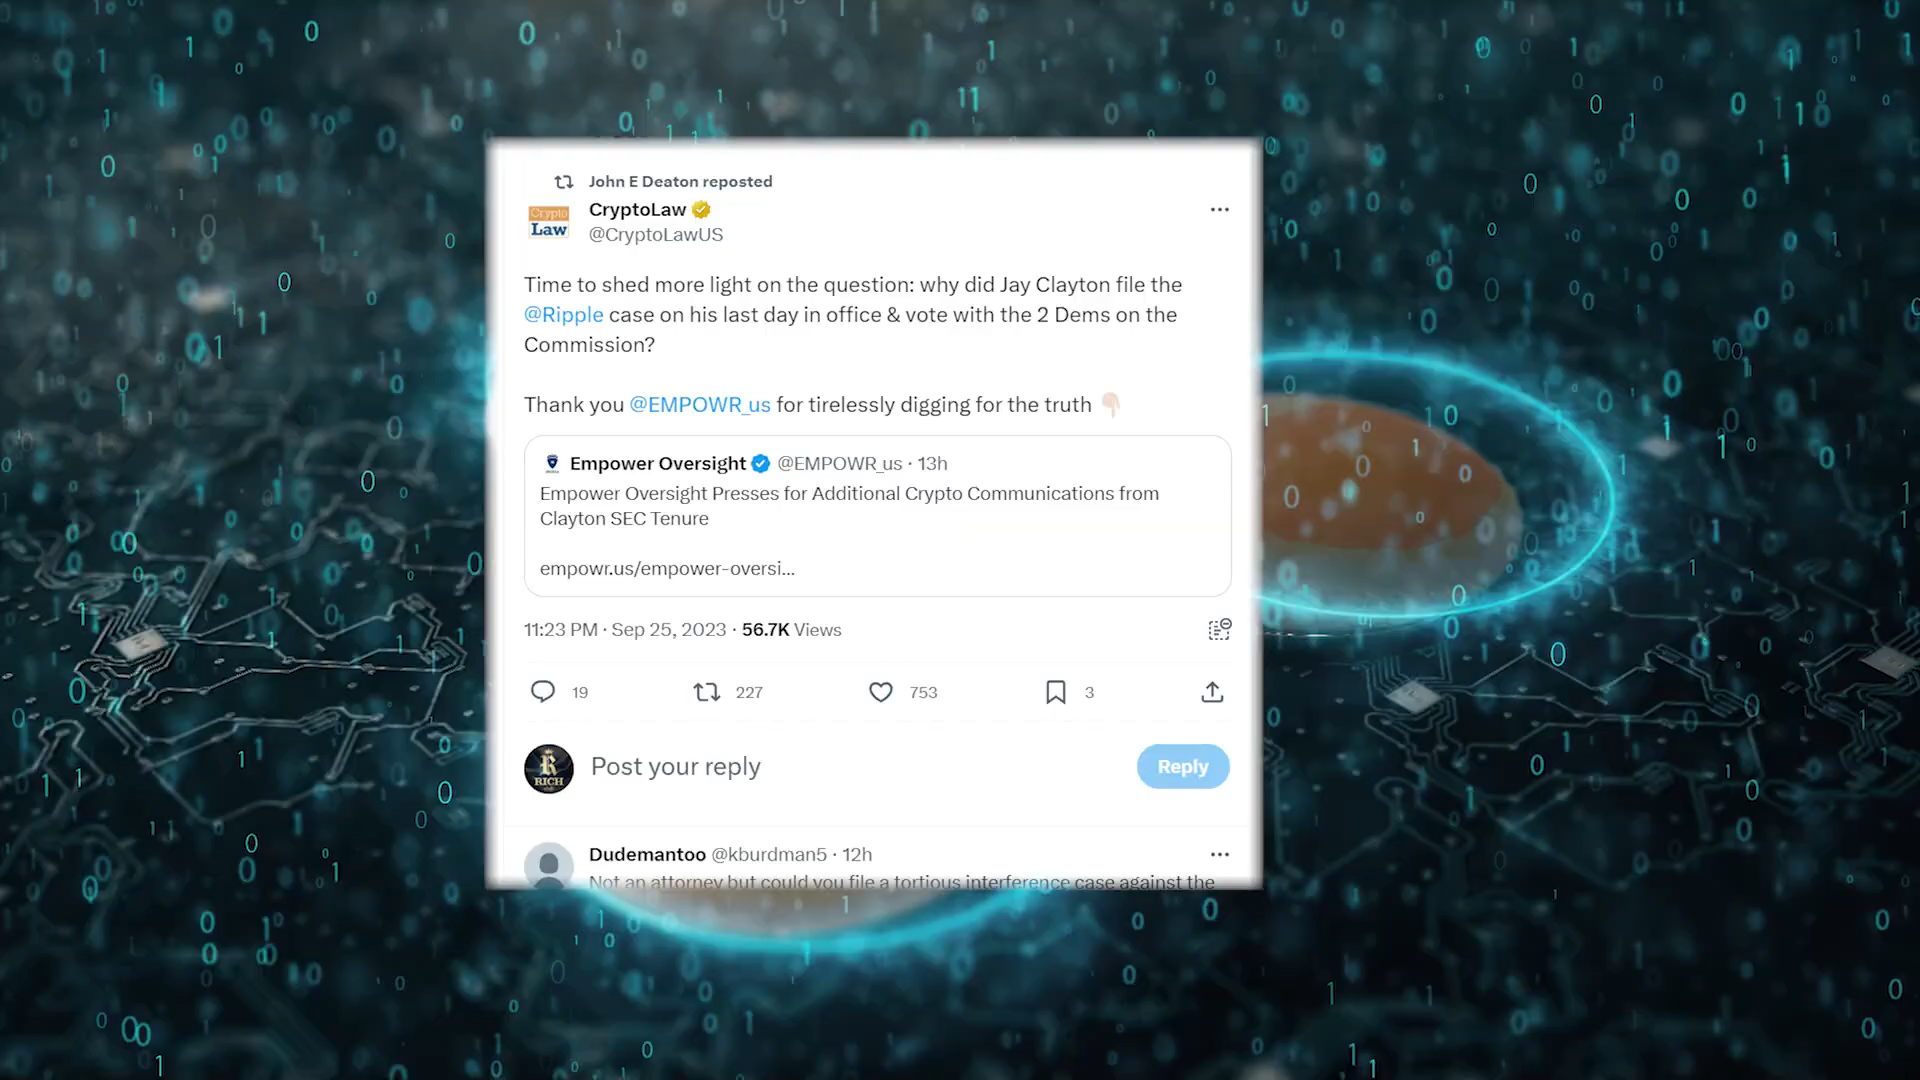 John E Deaton reposted
Crypto
Law
CryptoLaw
@CryptoLawUS
Time to shed more light on the question: why did Jay Clayton file the
@Ripple case on his last day in office & vote with the 2 Dems on the
Commission?
Thank you @EMPOWR_us for tirelessly digging for the truth 👇🏻
Empower Oversight @EMPOWR_us · 13h
Empower Oversight Presses for Additional Crypto Communications from
Clayton SEC Tenure
empowr.us/empower-oversi...
11:23 PM · Sep 25, 2023 · 56.7K Views
19 227 753 3
R
RICH
Post your reply
Reply
Dudemantoo @kburdman5 · 12h
Not an attorney but could you file a tortious interference case against the